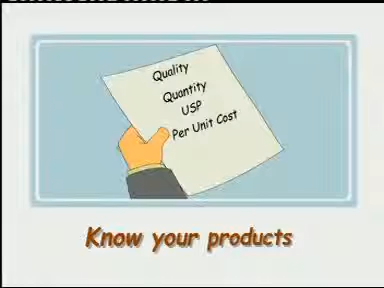 Quality
Quantity
USP
Per Unit Cost
Know your products